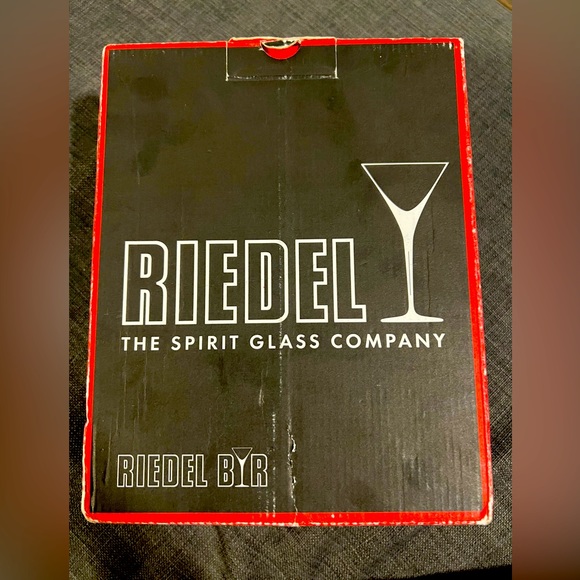 RIEDEL
THE SPIRIT GLASS COMPANY
RIEDEL BAR